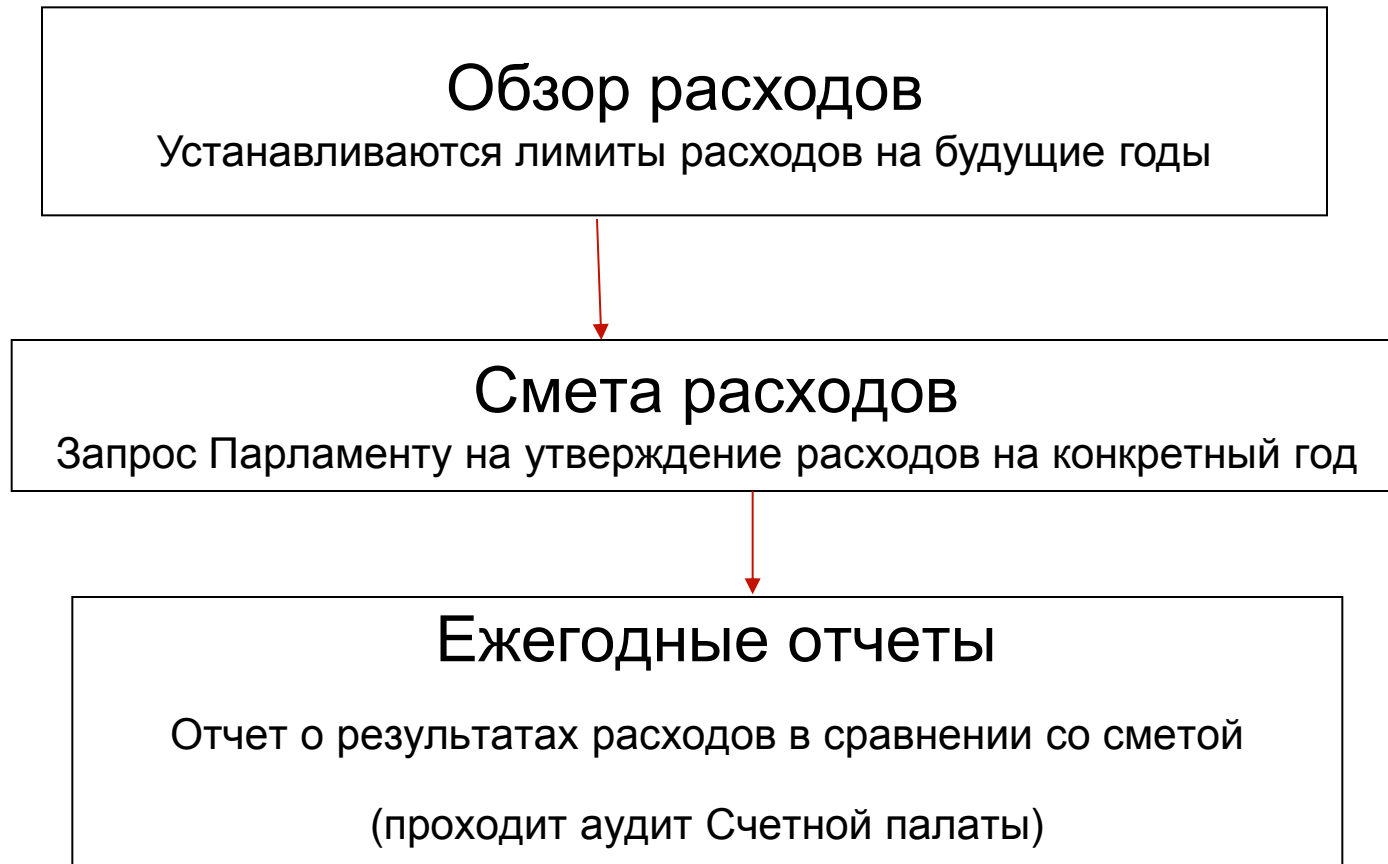 Обзор расходов
Устанавливаются лимиты расходов на будущие годы
Смета расходов
Запрос Парламенту на утверждение расходов на конкретный год
Ежегодные отчеты
Отчет о результатах расходов в сравнении со сметой
(проходит аудит Счетной палаты)